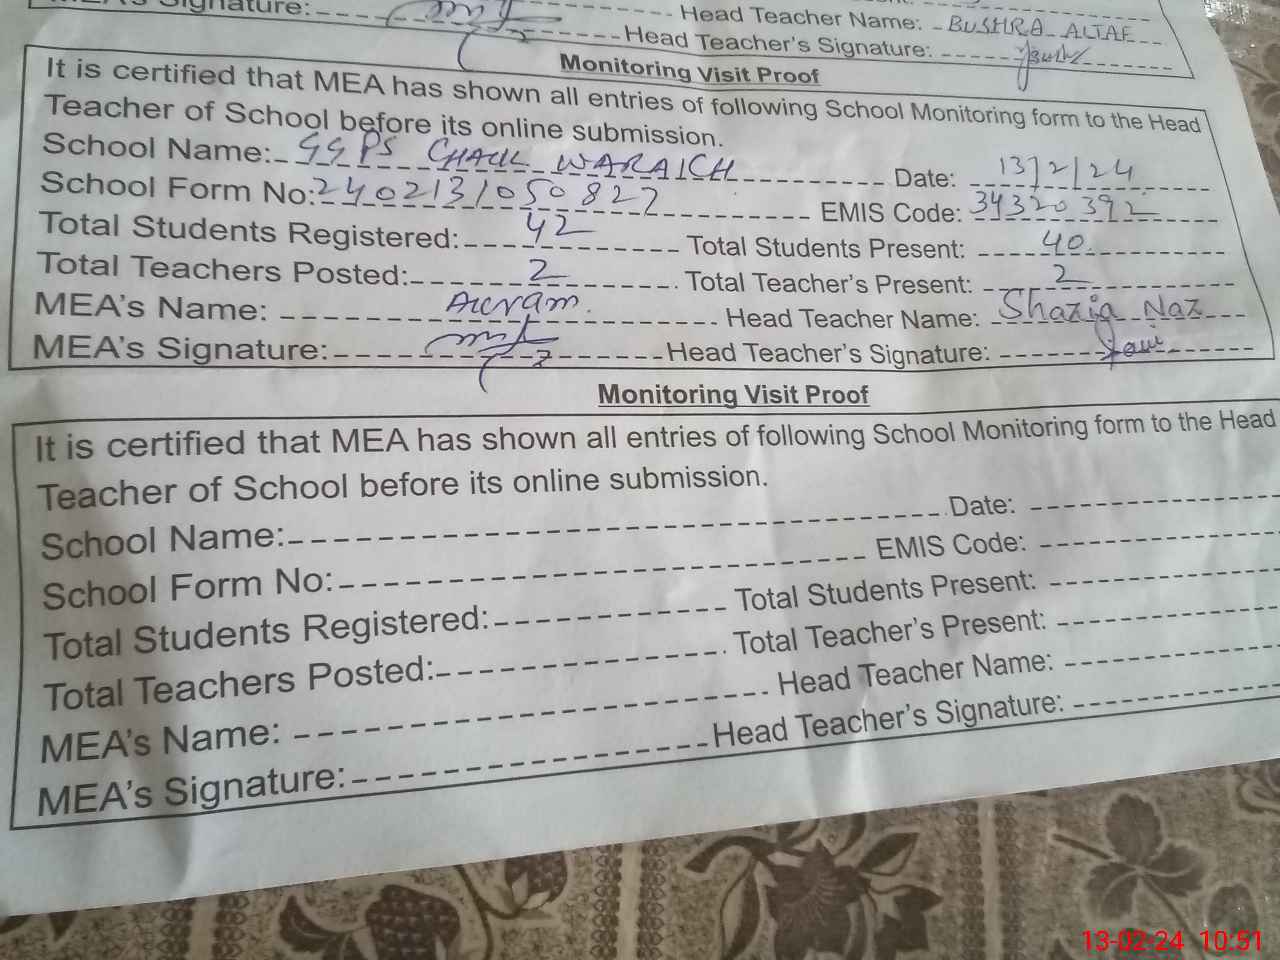 MEA's Signature: Head Teacher Name: BUSHRA ALTAF
Head Teacher's Signature:
Monitoring Visit Proof
It is certified that MEA has shown all entries of following School Monitoring form to the Head
Teacher of School before its online submission.
School Name: GGPS CHAUL WARAICH Date: 13/2/24
School Form No: 2402131050827 EMIS Code: 34320392
Total Students Registered: 42 Total Students Present: 40
Total Teachers Posted: 2 Total Teacher's Present: 2
MEA's Name: Akram Head Teacher Name: Shazia Naz
MEA's Signature: Head Teacher's Signature:
Monitoring Visit Proof
It is certified that MEA has shown all entries of following School Monitoring form to the Head
Teacher of School before its online submission.
School Name: Date:
School Form No: EMIS Code:
Total Students Registered: Total Students Present:
Total Teachers Posted: Total Teacher's Present:
MEA's Name: Head Teacher Name:
MEA's Signature: Head Teacher's Signature:
13-02-24 10:51